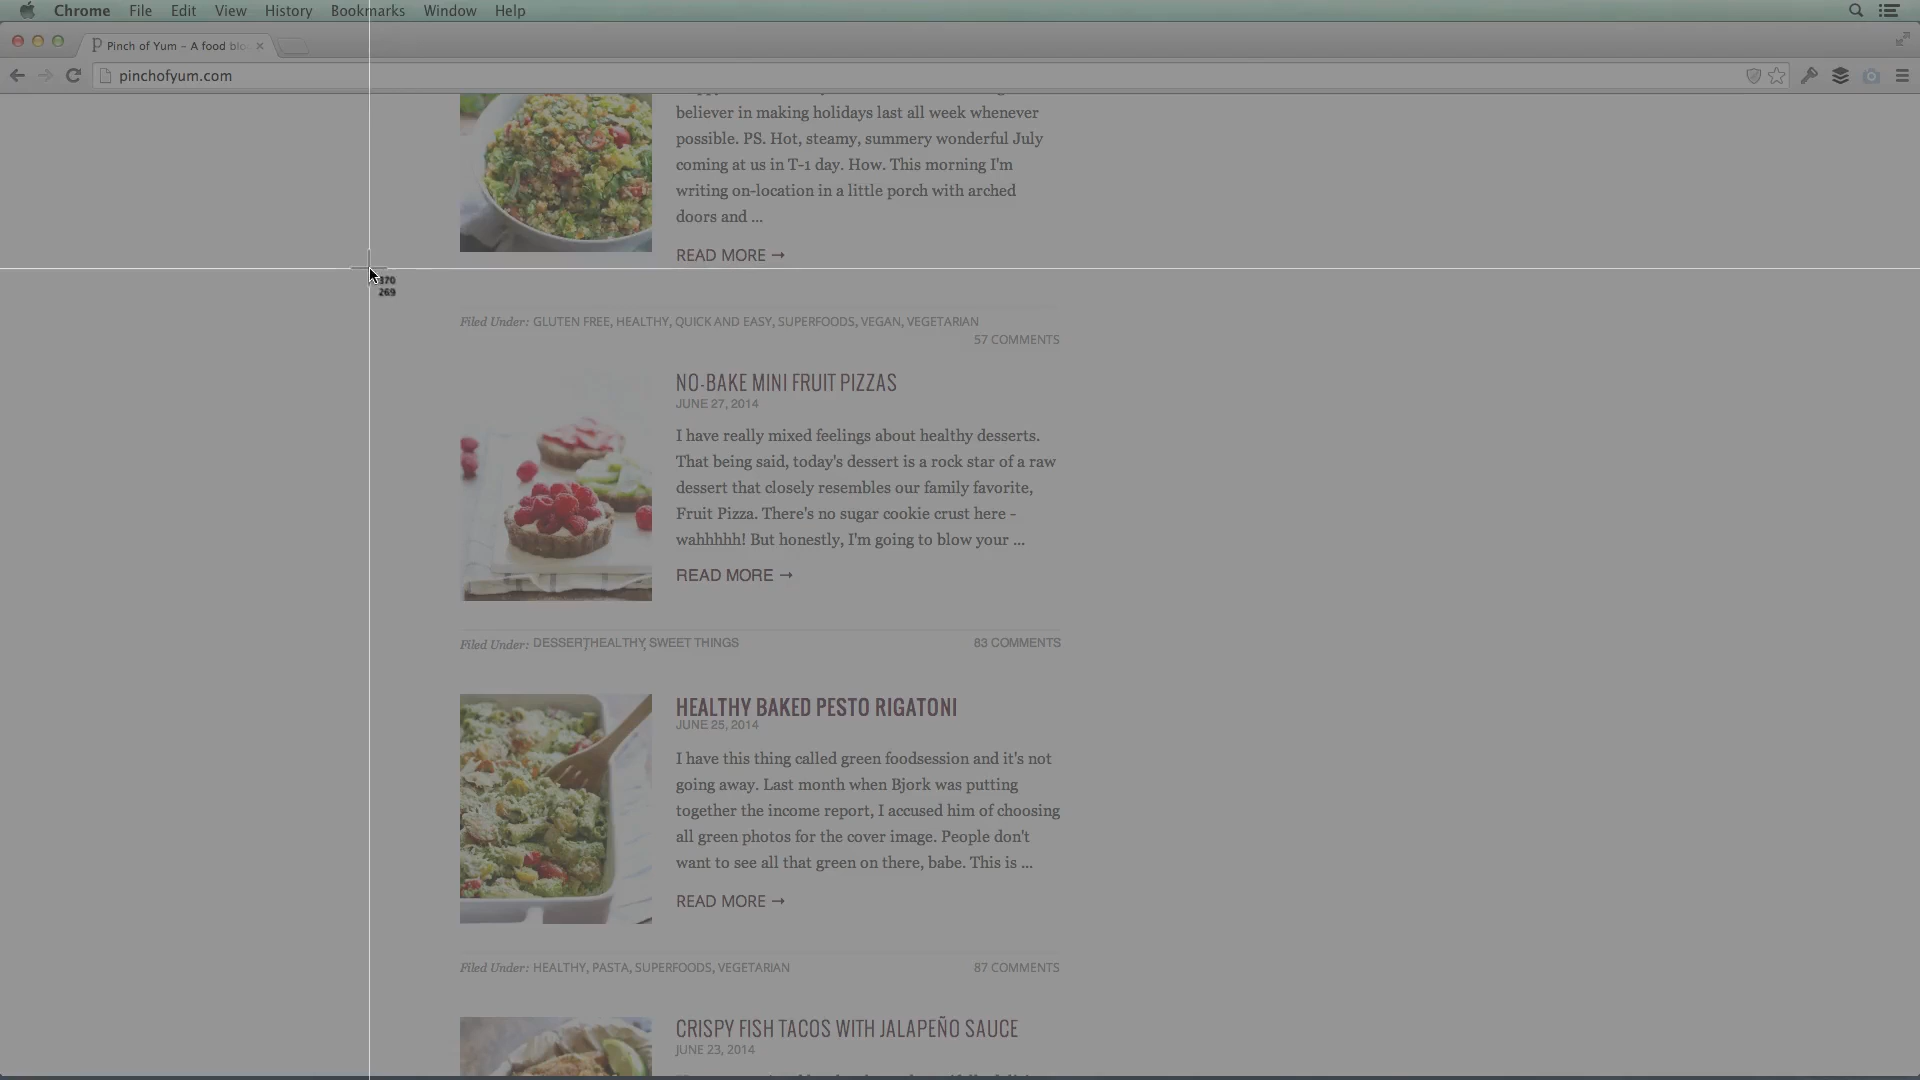 Chrome File Edit View History Bookmarks Window Help
Pinch of Yum – A food blo
pinchofyum.com
believer in making holidays last all week whenever
possible. PS. Hot, steamy, summery wonderful July
coming at us in T-1 day. How. This morning I'm
writing on-location in a little porch with arched
doors and ...
READ MORE →
370
269
Filed Under: GLUTEN FREE, HEALTHY, QUICK AND EASY, SUPERFOODS, VEGAN, VEGETARIAN
57 COMMENTS
NO-BAKE MINI FRUIT PIZZAS
JUNE 27, 2014
I have really mixed feelings about healthy desserts.
That being said, today's dessert is a rock star of a raw
dessert that closely resembles our family favorite,
Fruit Pizza. There's no sugar cookie crust here -
wahhhhh! But honestly, I'm going to blow your ...
READ MORE →
Filed Under: DESSERT, HEALTHY, SWEET THINGS
83 COMMENTS
HEALTHY BAKED PESTO RIGATONI
JUNE 25, 2014
I have this thing called green foodsession and it's not
going away. Last month when Bjork was putting
together the income report, I accused him of choosing
all green photos for the cover image. People don't
want to see all that green on there, babe. This is ...
READ MORE →
Filed Under: HEALTHY, PASTA, SUPERFOODS, VEGETARIAN
87 COMMENTS
CRISPY FISH TACOS WITH JALAPEÑO SAUCE
JUNE 23, 2014